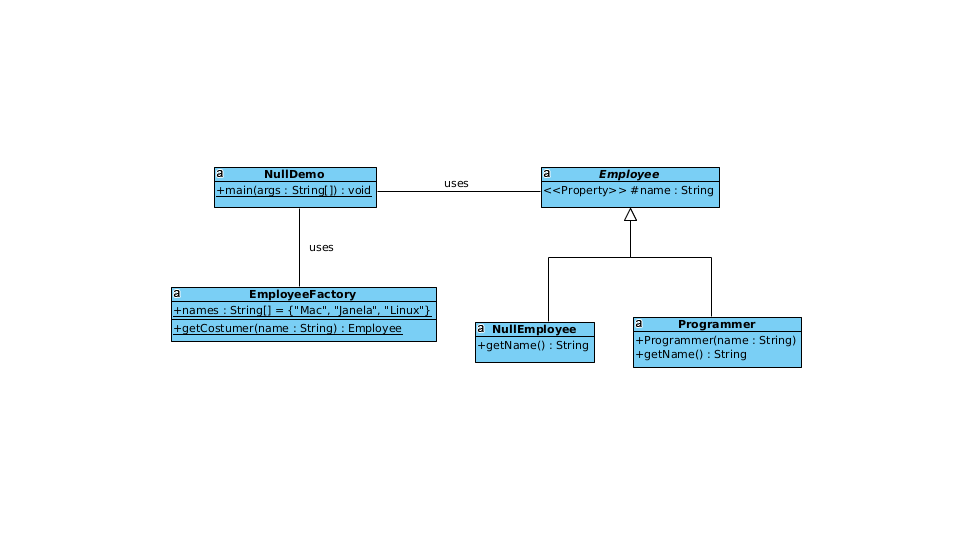 a NullDemo
+main(args : String[]) : void
uses
a Employee
<<Property>> #name : String
uses
a EmployeeFactory
+names : String[] = {"Mac", "Janela", "Linux"}
+getCostumer(name : String) : Employee
a NullEmployee
+getName() : String
a Programmer
+Programmer(name : String)
+getName() : String